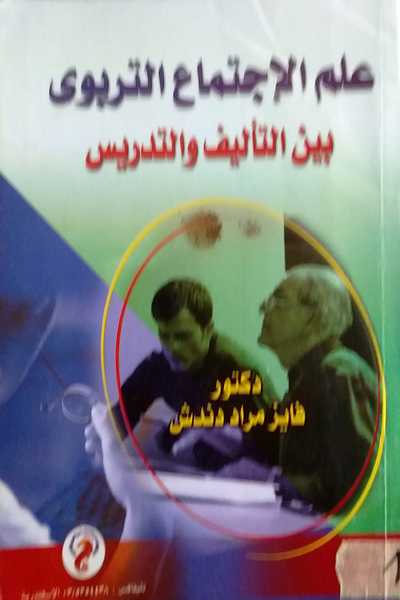 علم الإجتماع التربوى
بين التأليف والتدريس
دكتور
فايز مراد دندش